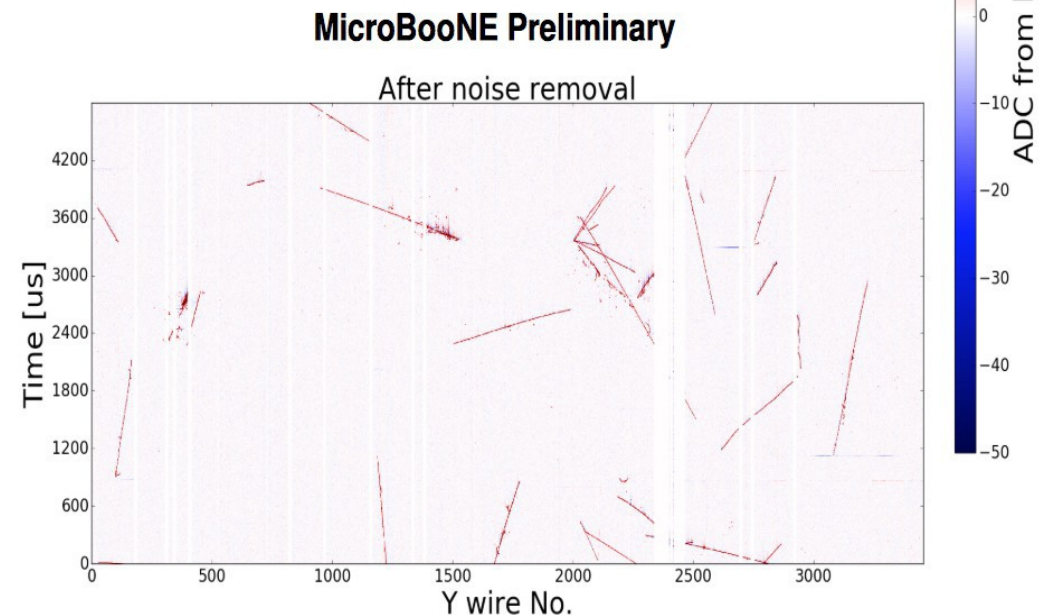 MicroBooNE Preliminary
After noise removal
Time [us]
4200
3600
3000
2400
1800
1200
600
0
0 500 1000 1500 2000 2500 3000
Y wire No.
0
−10
−20
−30
−40
−50
ADC from